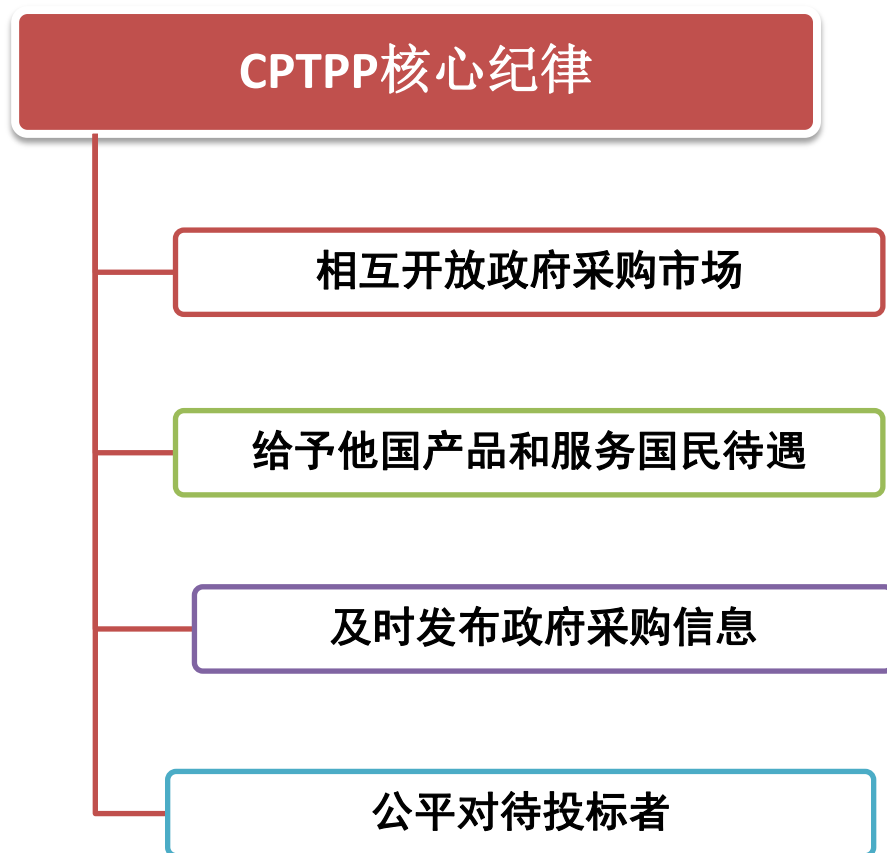 CPTPP核心纪律
相互开放政府采购市场
给予他国产品和服务国民待遇
及时发布政府采购信息
公平对待投标者